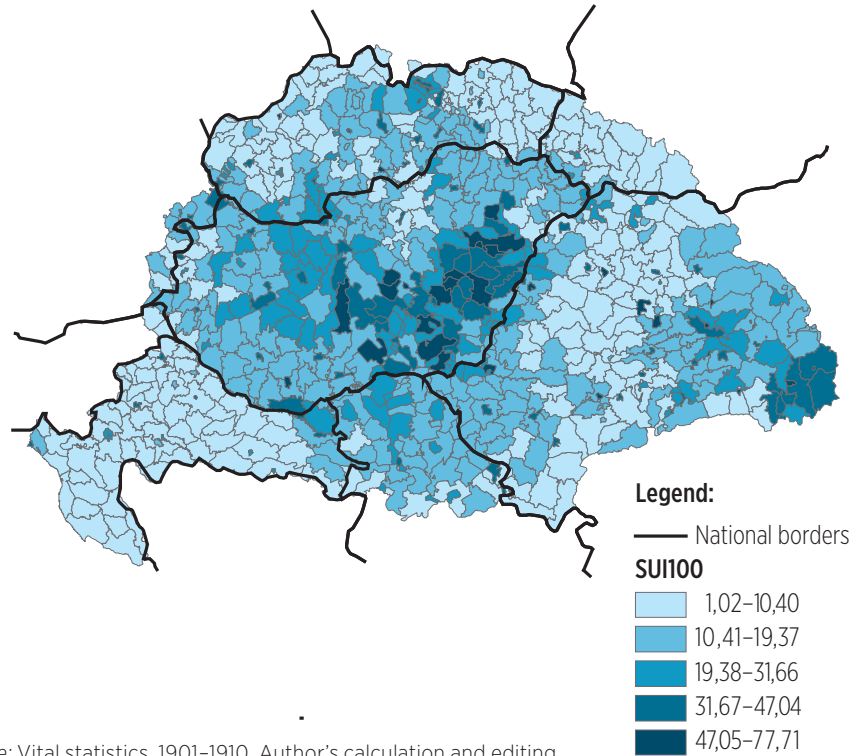 Legend:
National borders
SUI100
1,02–10,40
10,41–19,37
19,38–31,66
31,67–47,04
47,05–77,71
e: Vital statistics, 1901–1910. Author's calculation and editing